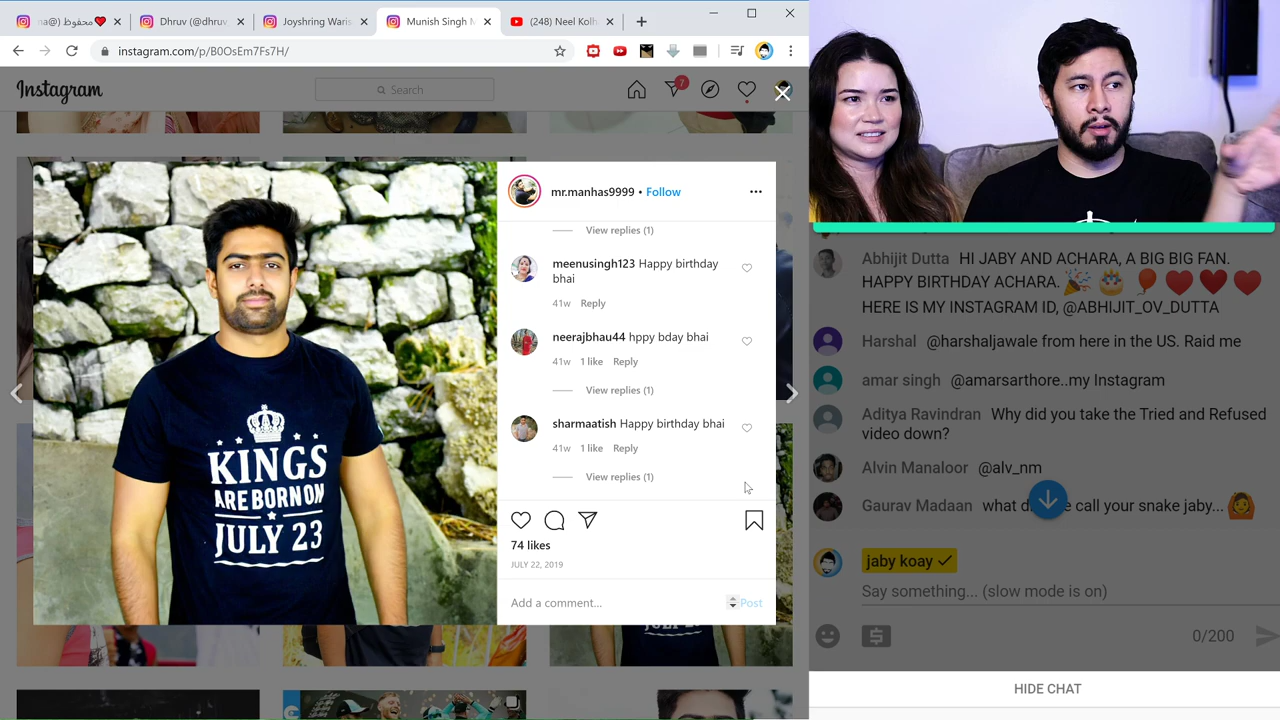 محفوظ❤ (@na
Dhruv (@dhruv_
Joyshring Waris
Munish Singh M
(248) Neel Kolh
instagram.com/p/B0OsEm7Fs7H/
Instagram
Search
7
mr.manhas9999 • Follow
View replies (1)
meenusingh123 Happy birthday
bhai
41w Reply
neerajbhau44 hppy bday bhai
41w 1 like Reply
View replies (1)
sharmaatish Happy birthday bhai
41w 1 like Reply
View replies (1)
74 likes
JULY 22, 2019
Add a comment...
Post
KINGS
ARE BORN ON
JULY 23
JULY 23
Abhijit Dutta HI JABY AND ACHARA, A BIG BIG FAN.
HAPPY BIRTHDAY ACHARA. 🎉 🎂 🎈 ♥ ♥ ♥
HERE IS MY INSTAGRAM ID, @ABHIJIT_OV_DUTTA
Harshal @harshaljawale from here in the US. Raid me
amar singh @amarsarthore..my Instagram
Aditya Ravindran Why did you take the Tried and Refused
video down?
Alvin Manaloor @alv_nm
Gaurav Madaan what d e call your snake jaby... 🙆
jaby koay ✓
Say something... (slow mode is on)
0/200
HIDE CHAT